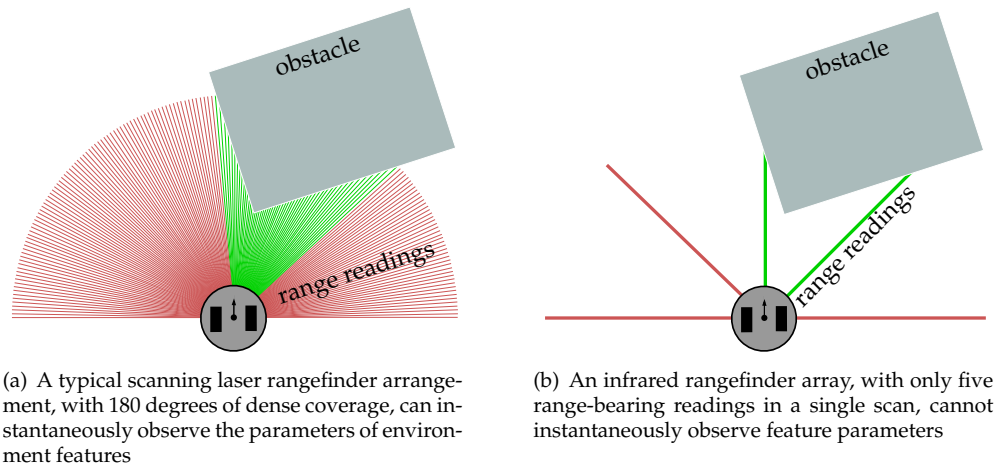 obstacle
range readings
(a) A typical scanning laser rangefinder arrange-
ment, with 180 degrees of dense coverage, can in-
stantaneously observe the parameters of environ-
ment features
obstacle
range readings
(b) An infrared rangefinder array, with only five
range-bearing readings in a single scan, cannot
instantaneously observe feature parameters